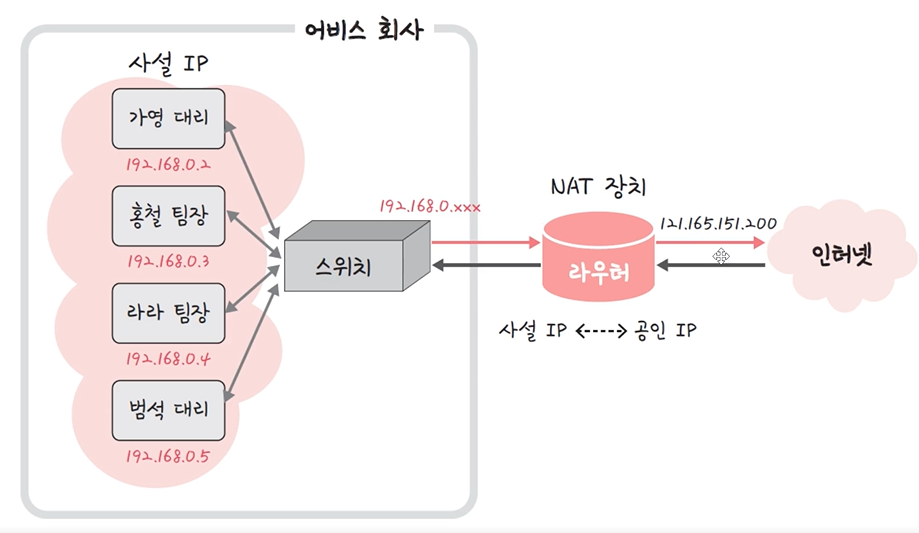 어비스 회사
사설 IP
가영 대리
192.168.0.2
홍철 팀장
192.168.0.3
라라 팀장
192.168.0.4
범석 대리
192.168.0.5
스위치
192.168.0.xxx
NAT 장치
라우터
121.165.151.200
인터넷
사설 IP
공인 IP